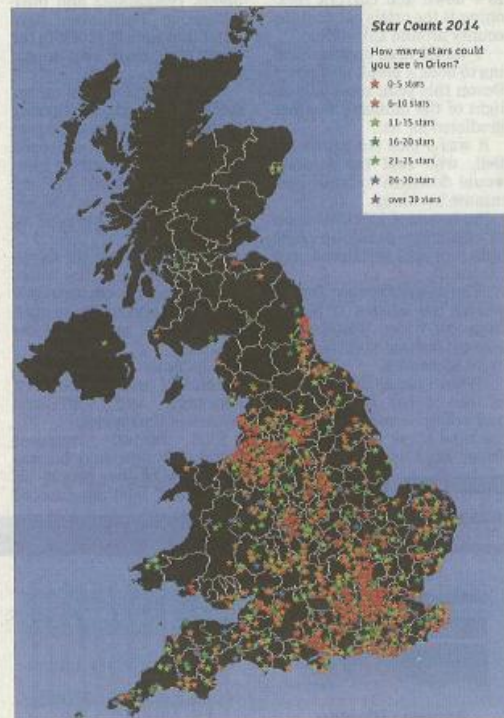 Star Count 2014
How many stars could
you see in Orion?
0-5 stars
6-10 stars
11-15 stars
16-20 stars
21-25 stars
26-30 stars
over 30 stars